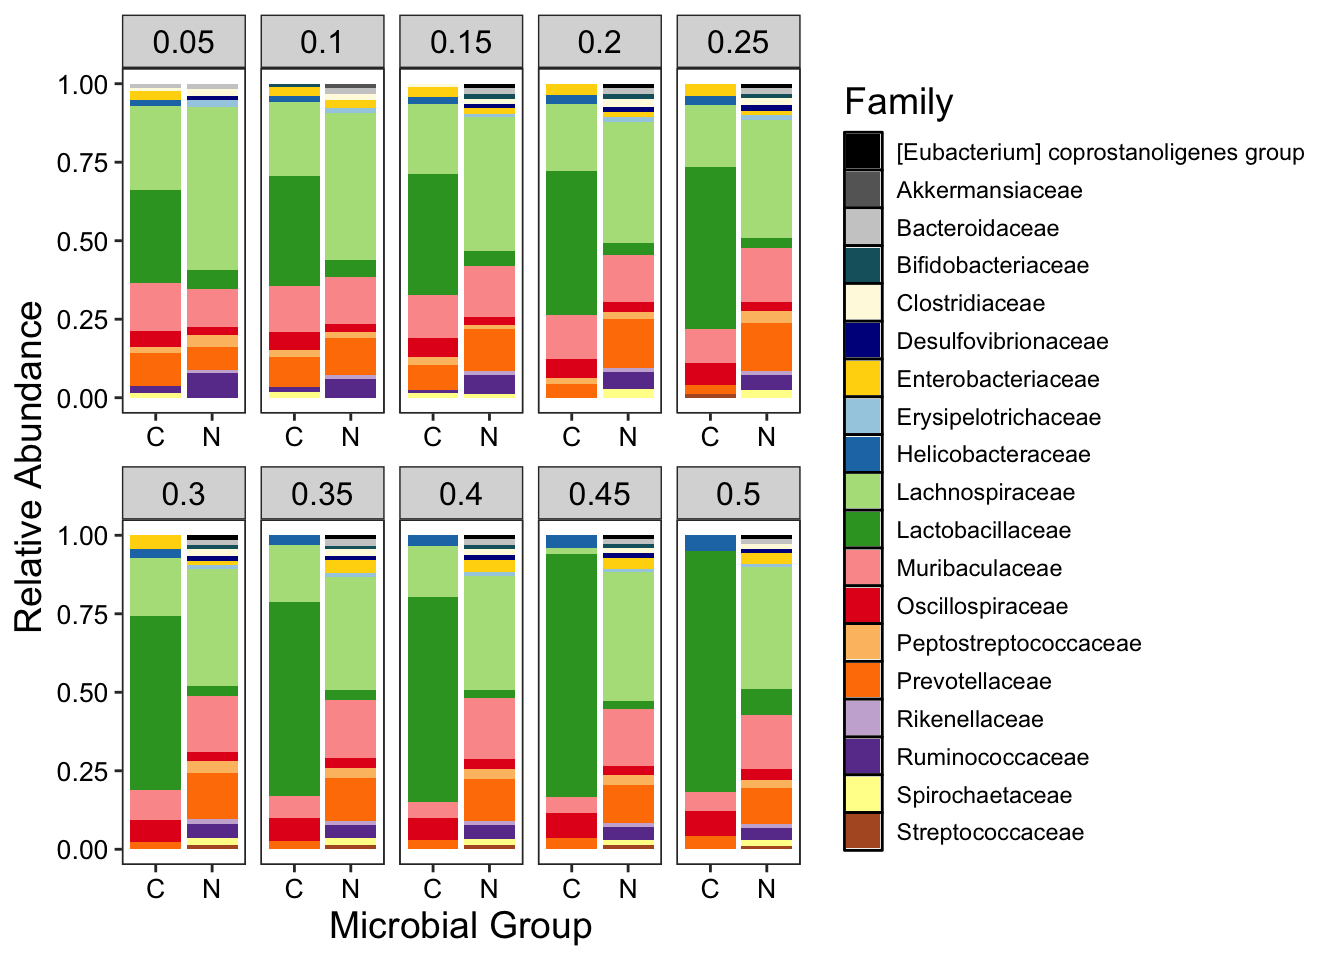 0.05 0.1 0.15 0.2 0.25
1.00
0.75
0.50
0.25
0.00
C N C N C N C N C N
0.3 0.35 0.4 0.45 0.5
1.00
0.75
0.50
0.25
0.00
C N C N C N C N C N
Relative Abundance
Microbial Group
Family
[Eubacterium] coprostanoligenes group
Akkermansiaceae
Bacteroidaceae
Bifidobacteriaceae
Clostridiaceae
Desulfovibrionaceae
Enterobacteriaceae
Erysipelotrichaceae
Helicobacteraceae
Lachnospiraceae
Lactobacillaceae
Muribaculaceae
Oscillospiraceae
Peptostreptococcaceae
Prevotellaceae
Rikenellaceae
Ruminococcaceae
Spirochaetaceae
Streptococcaceae